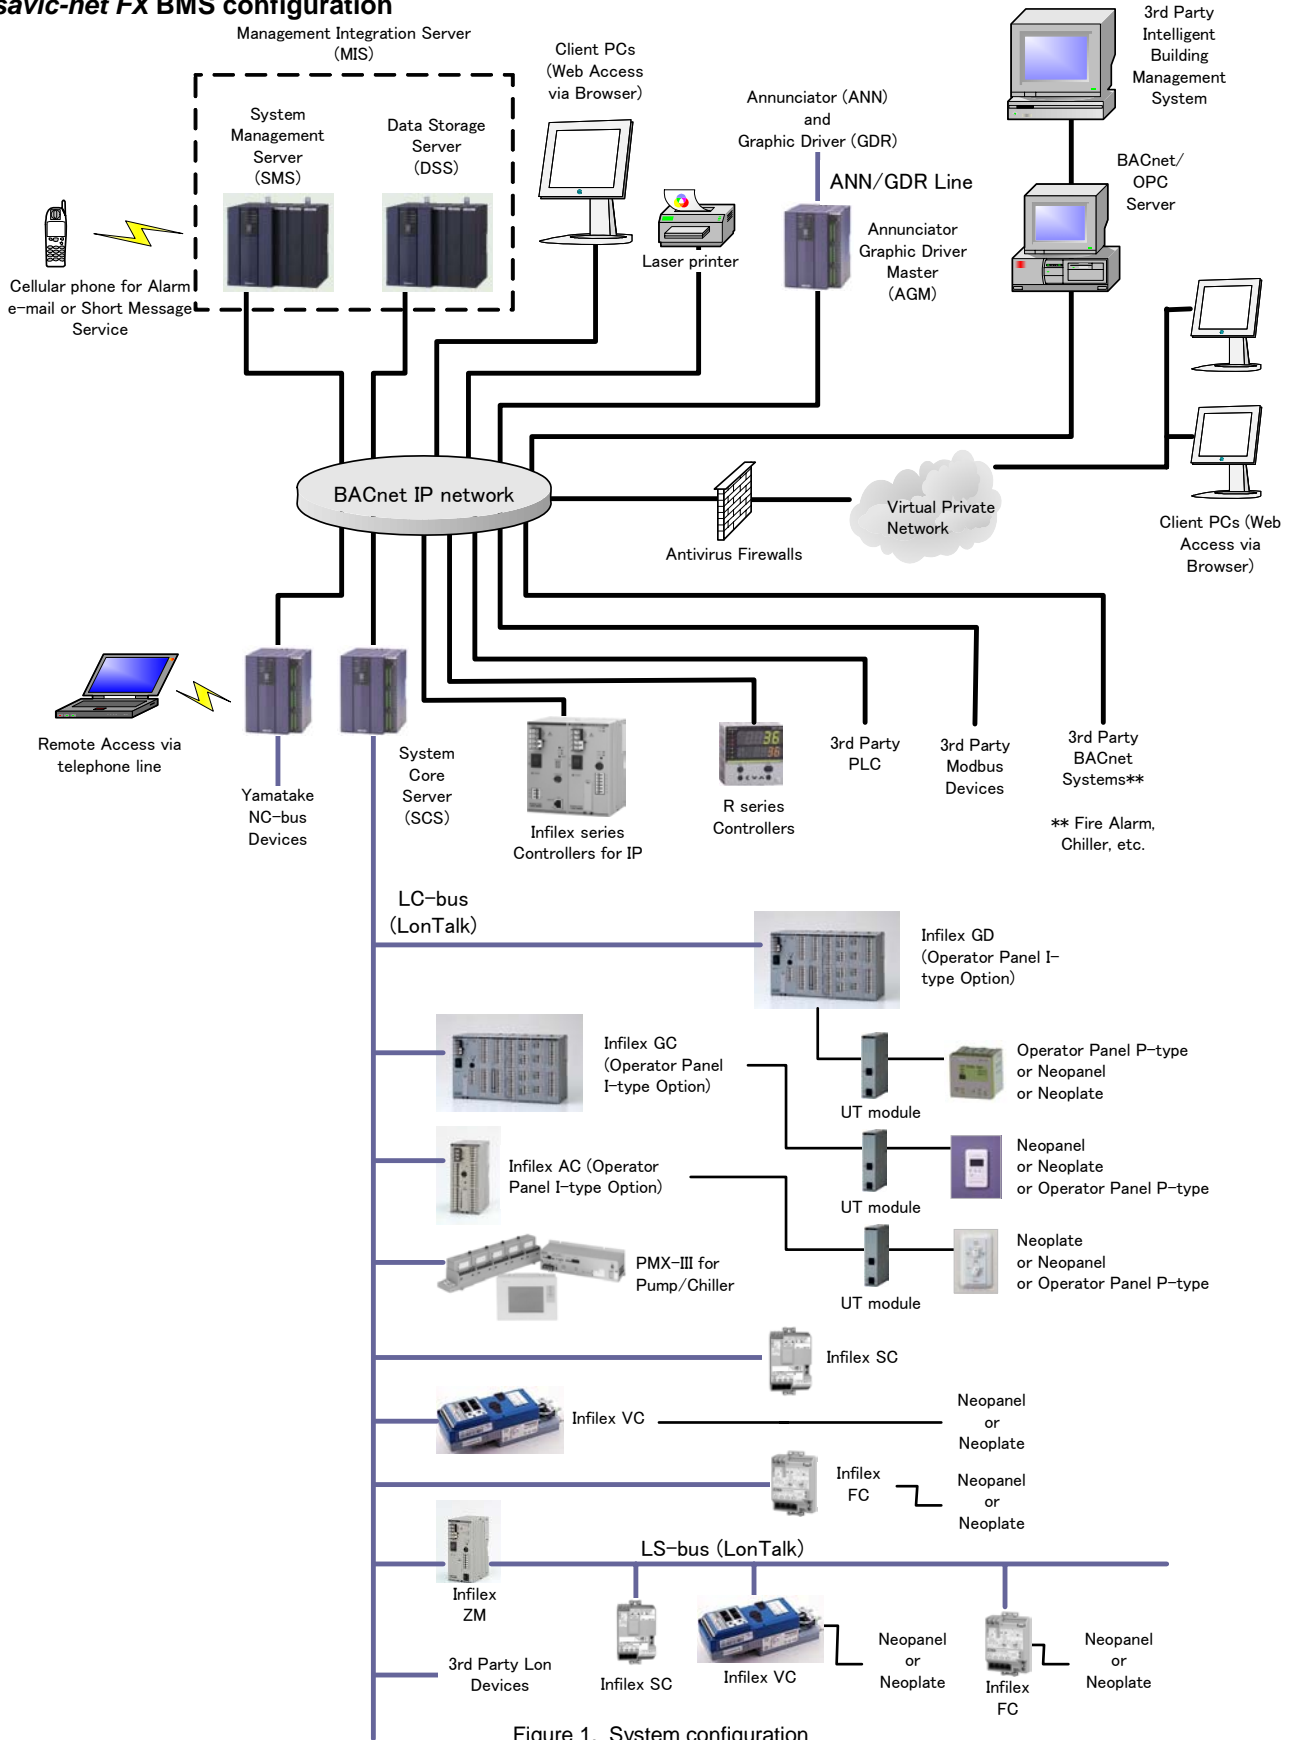 savic-net FX BMS configuration
Management Integration Server
(MIS)
System
Management
Server
(SMS)
Data Storage
Server
(DSS)
Client PCs
(Web Access
via Browser)
Annunciator (ANN)
and
Graphic Driver (GDR)
ANN/GDR Line
3rd Party
Intelligent
Building
Management
System
BACnet/
OPC
Server
Laser printer
Annunciator
Graphic Driver
Master
(AGM)
Cellular phone for Alarm
e-mail or Short Message
Service
BACnet IP network
Antivirus Firewalls
Virtual Private
Network
Client PCs (Web
Access via
Browser)
Remote Access via
telephone line
Yamatake
NC-bus
Devices
System
Core
Server
(SCS)
Infilex series
Controllers for IP
36
36
R series
Controllers
3rd Party
PLC
3rd Party
Modbus
Devices
3rd Party
BACnet
Systems**
** Fire Alarm,
Chiller, etc.
LC-bus
(LonTalk)
Infilex GD
(Operator Panel I-
type Option)
Infilex GC
(Operator Panel
I-type Option)
UT module
Operator Panel P-type
or Neopanel
or Neoplate
Infilex AC (Operator
Panel I-type Option)
UT module
Neopanel
or Neoplate
or Operator Panel P-type
PMX-III for
Pump/Chiller
UT module
Neoplate
or Neopanel
or Operator Panel P-type
Infilex SC
Infilex VC
Neopanel
or
Neoplate
Infilex
FC
Neopanel
or
Neoplate
LS-bus (LonTalk)
Infilex
ZM
3rd Party Lon
Devices
Infilex SC
Infilex VC
Neopanel
or
Neoplate
Infilex
FC
Neopanel
or
Neoplate
Figure 1. System configuration